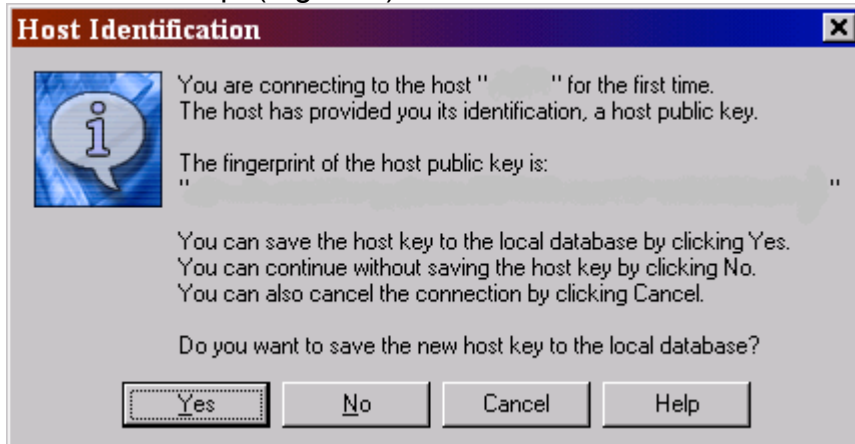 Host Identification
You are connecting to the host " " for the first time.
The host has provided you its identification, a host public key.
The fingerprint of the host public key is:
" "
You can save the host key to the local database by clicking Yes.
You can continue without saving the host key by clicking No.
You can also cancel the connection by clicking Cancel.
Do you want to save the new host key to the local database?
Yes No Cancel Help